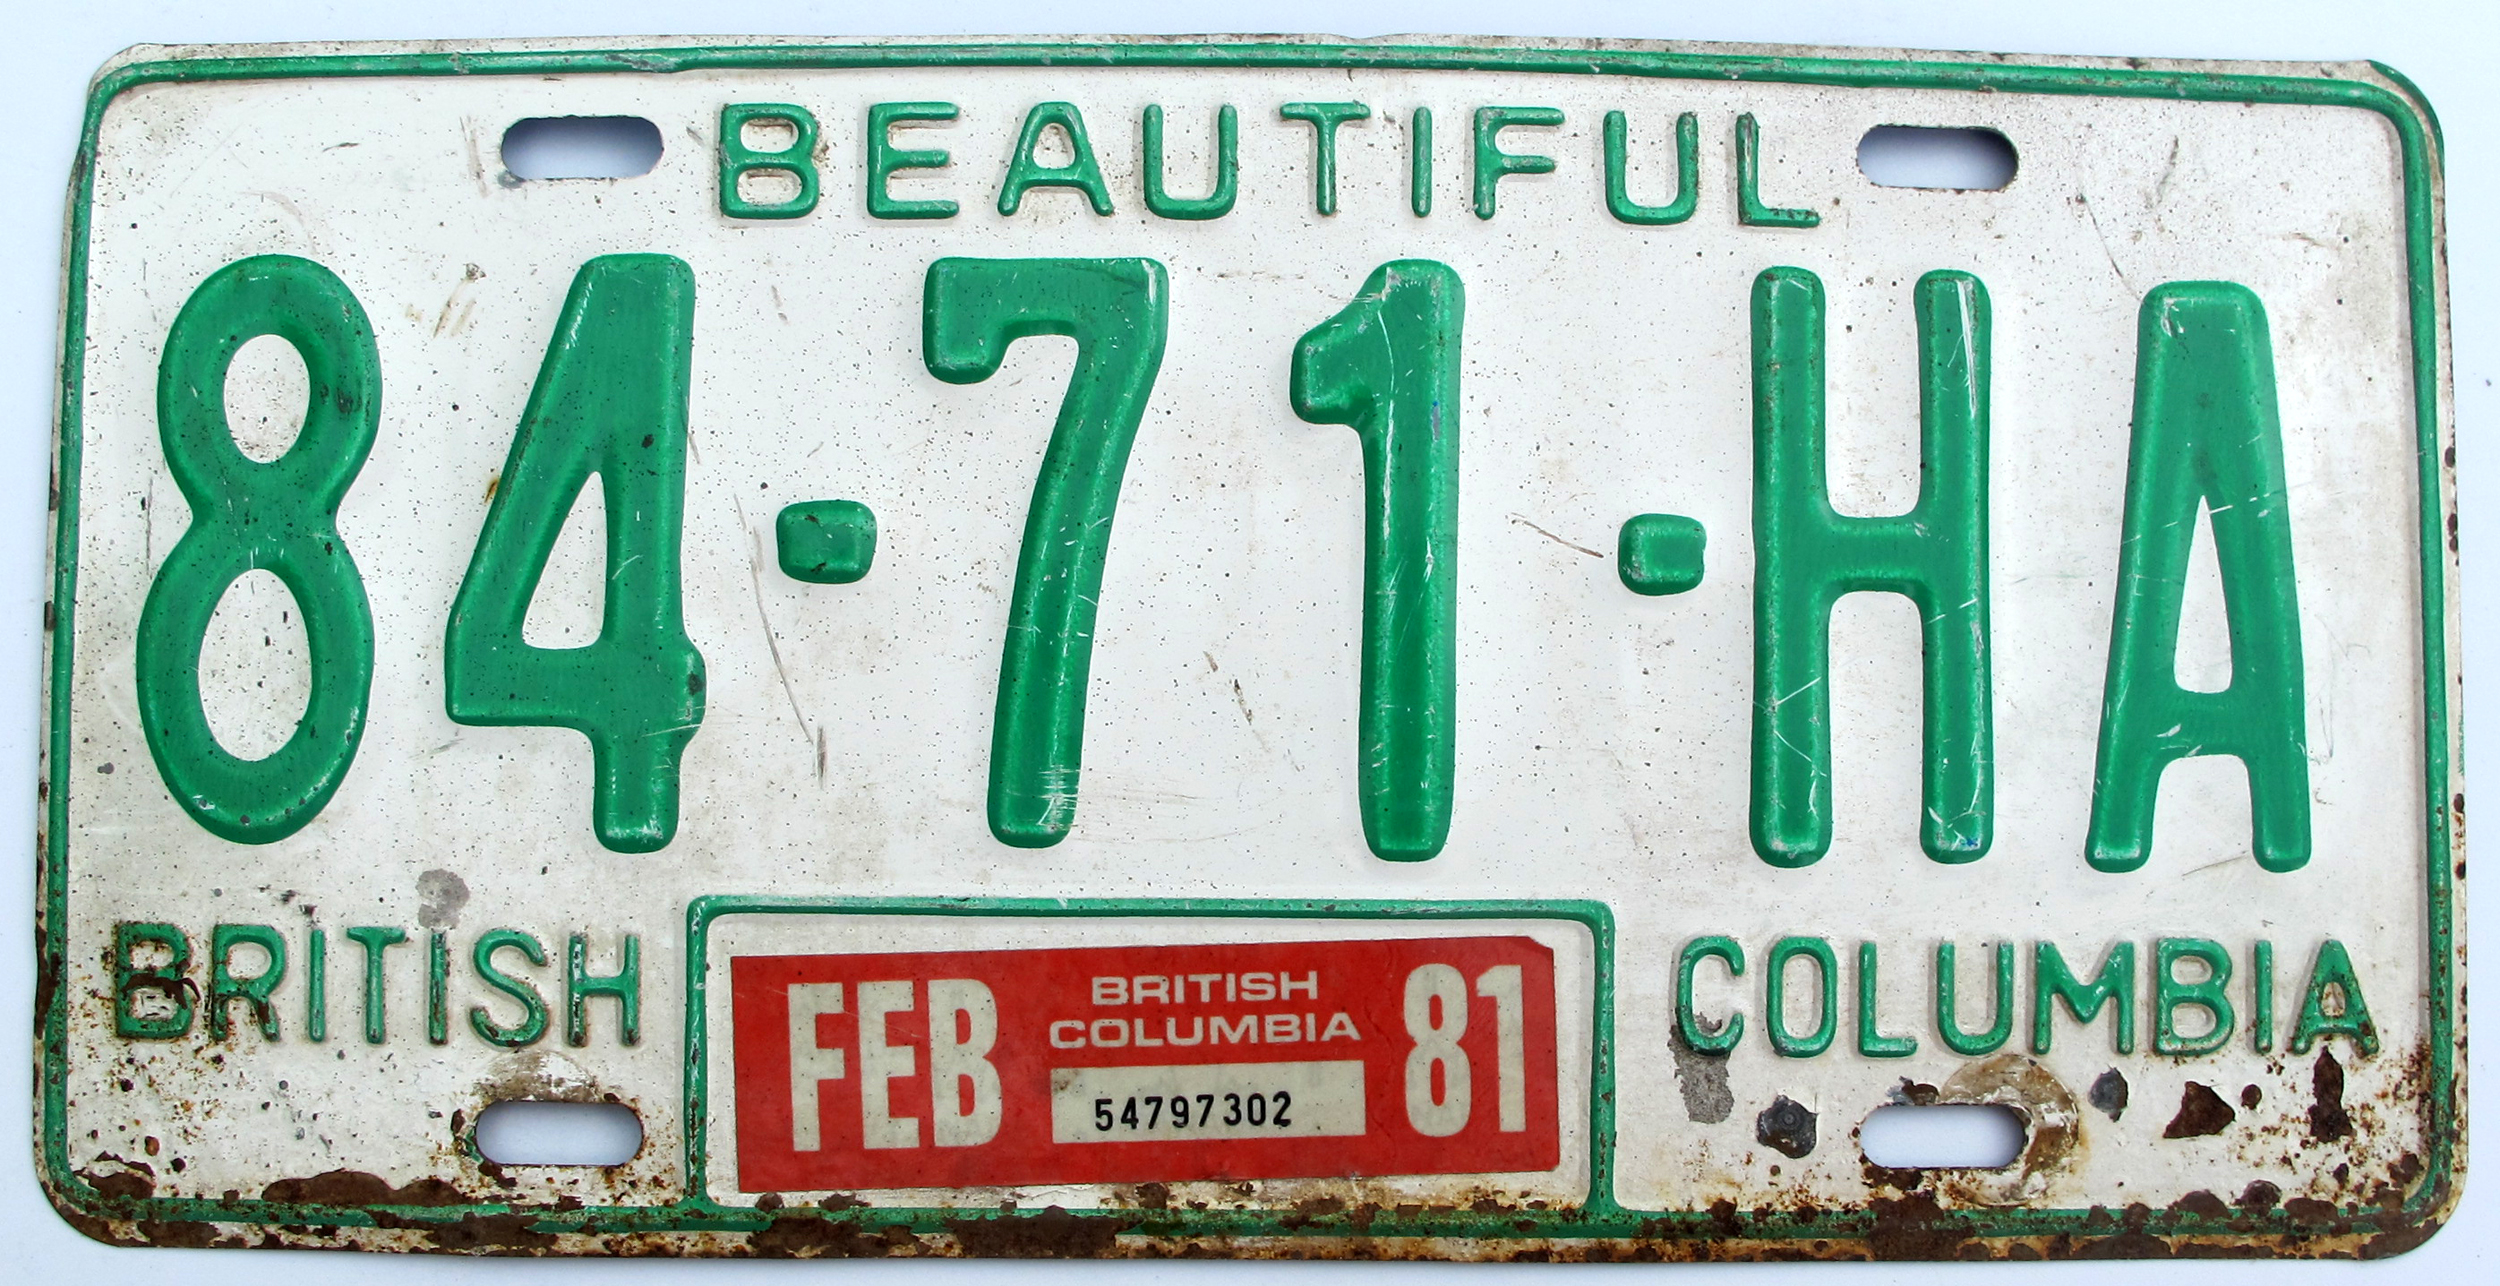 BEAUTIFUL
84-71-HA
BRITISH COLUMBIA
FEB BRITISH COLUMBIA 81
54797302